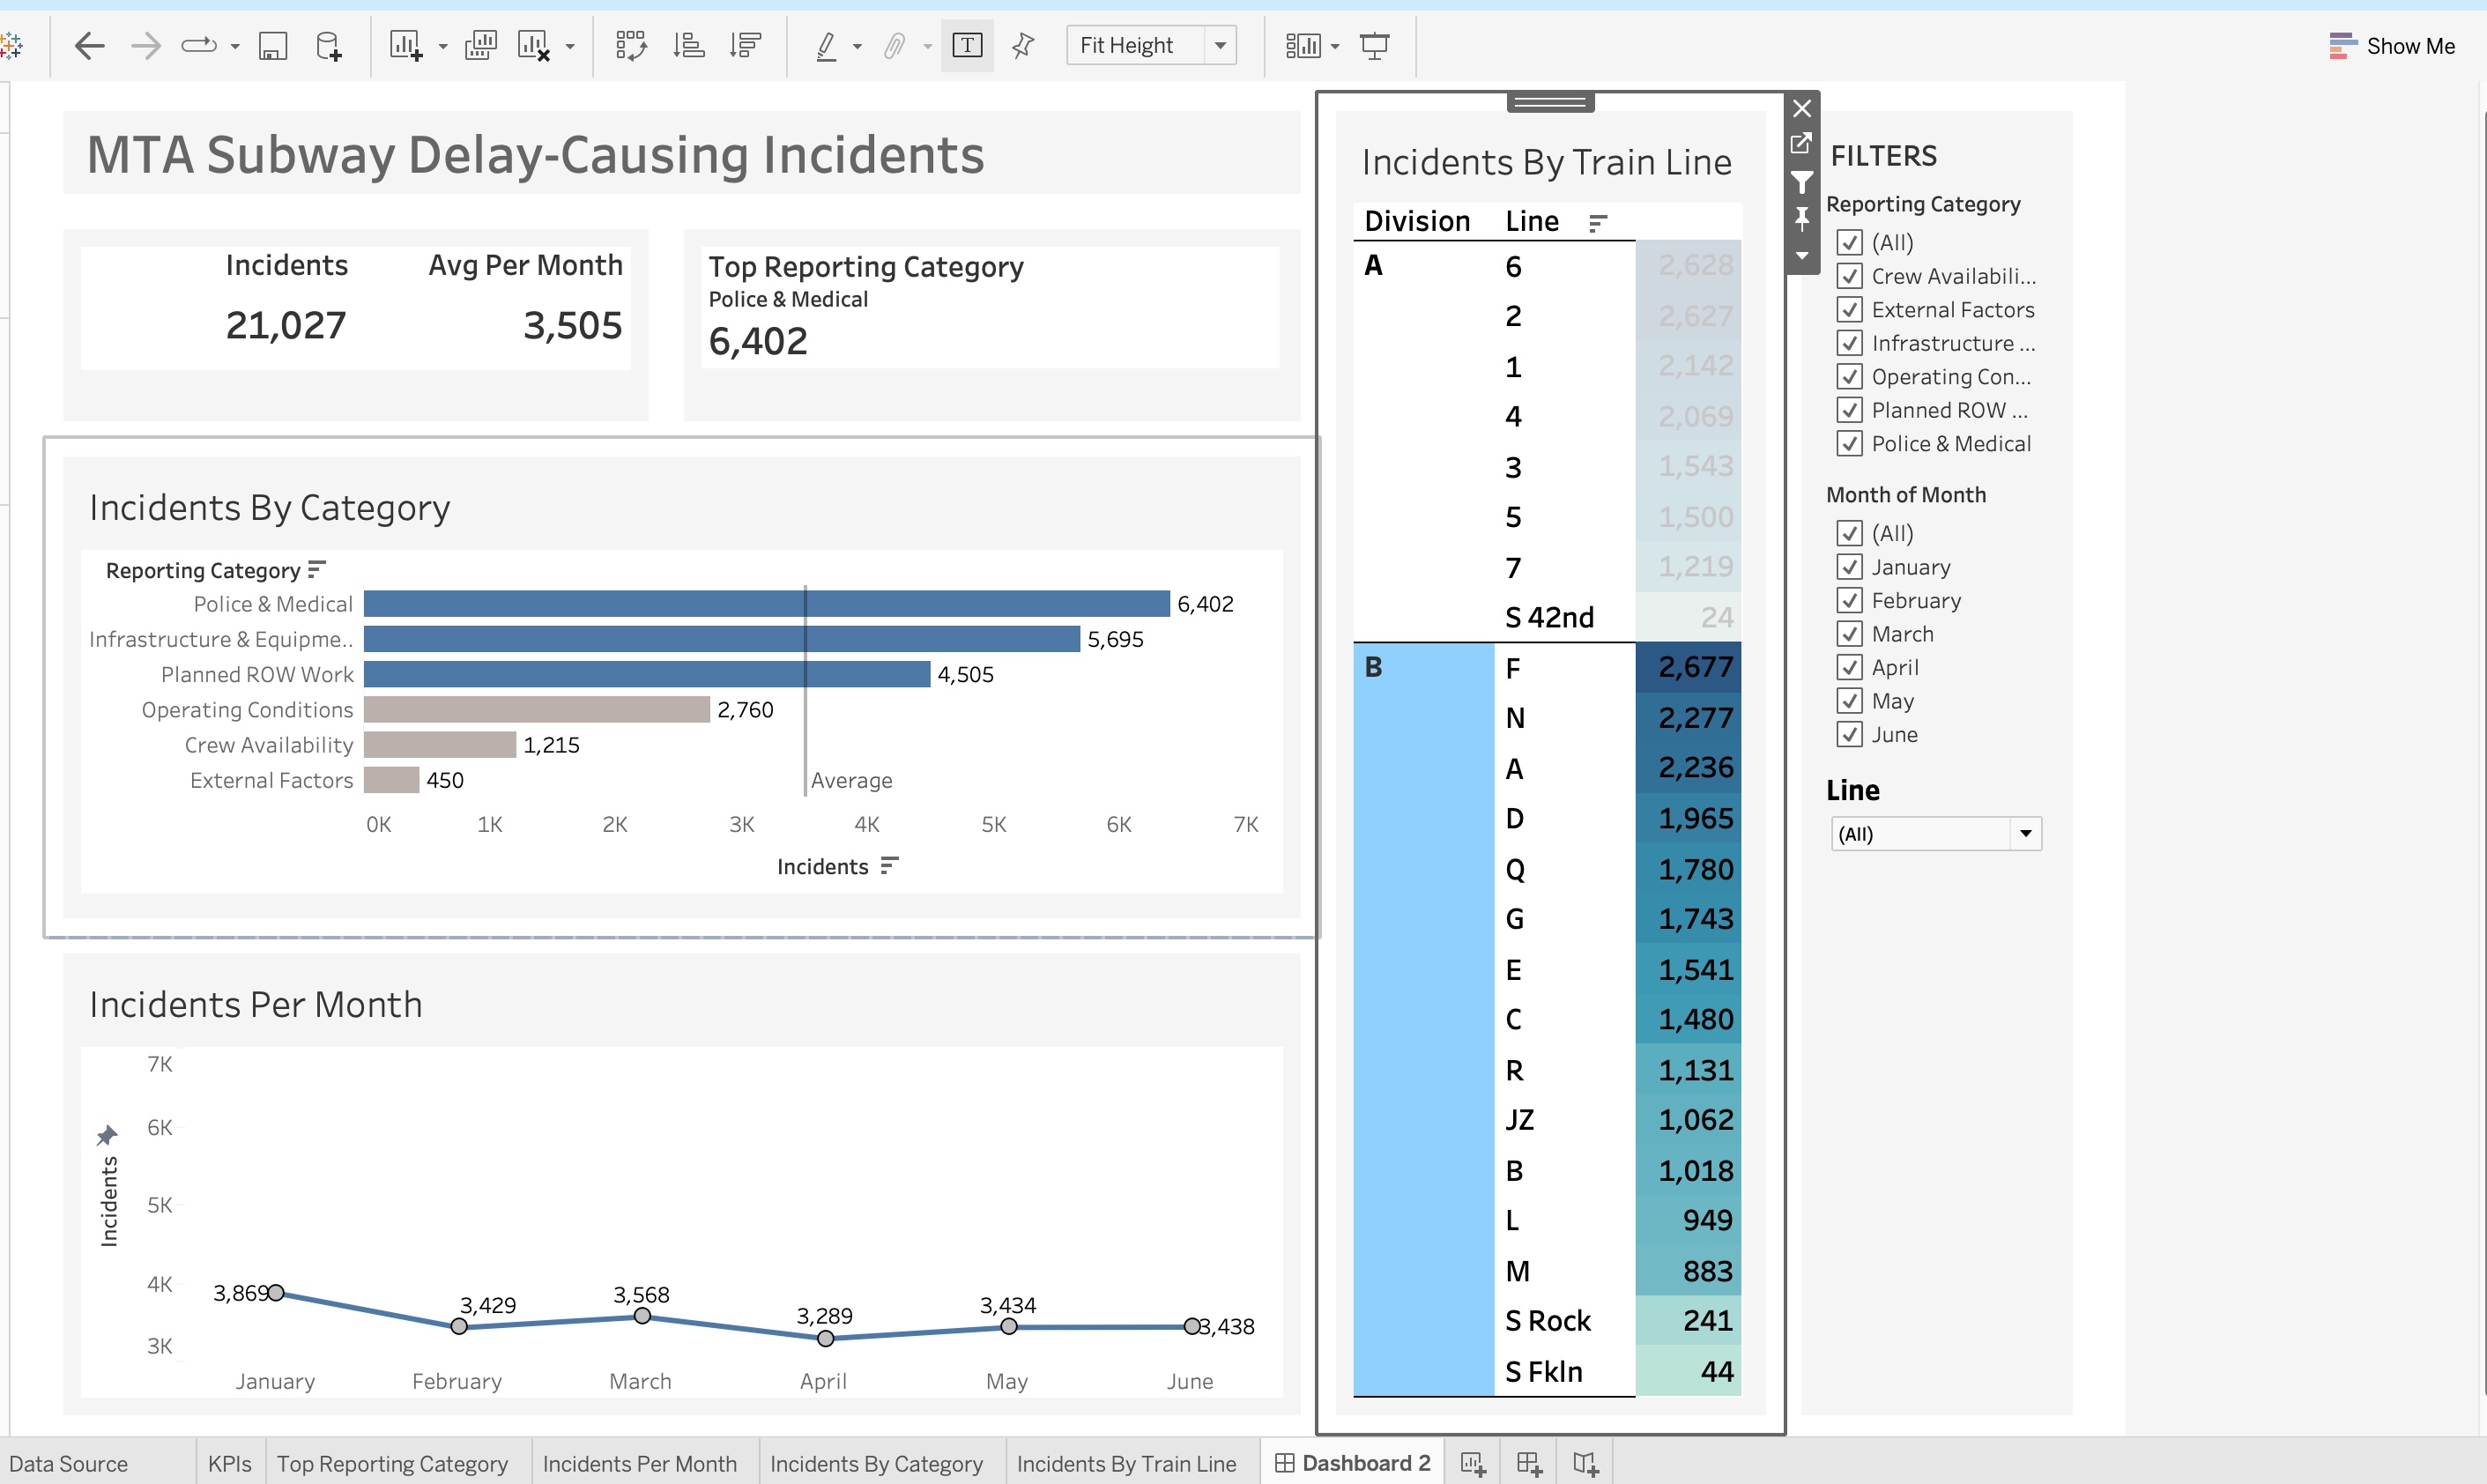 Fit Height
Show Me
MTA Subway Delay-Causing Incidents
Incidents
Avg Per Month
21,027
3,505
Top Reporting Category
Police & Medical
6,402
Incidents By Category
Reporting Category
Police & Medical
6,402
Infrastructure & Equipme..
5,695
Planned ROW Work
4,505
Operating Conditions
2,760
Crew Availability
1,215
External Factors
450
Average
0K 1K 2K 3K 4K 5K 6K 7K
Incidents
Incidents Per Month
7K
6K
5K
4K
3K
Incidents
3,869
3,429
3,568
3,289
3,434
3,438
January February March April May June
Incidents By Train Line
Division Line
A 6 2,628
2 2,627
1 2,142
4 2,069
3 1,543
5 1,500
7 1,219
S 42nd 24
B F 2,677
N 2,277
A 2,236
D 1,965
Q 1,780
G 1,743
E 1,541
C 1,480
R 1,131
JZ 1,062
B 1,018
L 949
M 883
S Rock 241
S Fkln 44
FILTERS
Reporting Category
(All)
Crew Availabili...
External Factors
Infrastructure ...
Operating Con...
Planned ROW ...
Police & Medical
Month of Month
(All)
January
February
March
April
May
June
Line
(All)
Data Source
KPIs
Top Reporting Category
Incidents Per Month
Incidents By Category
Incidents By Train Line
Dashboard 2